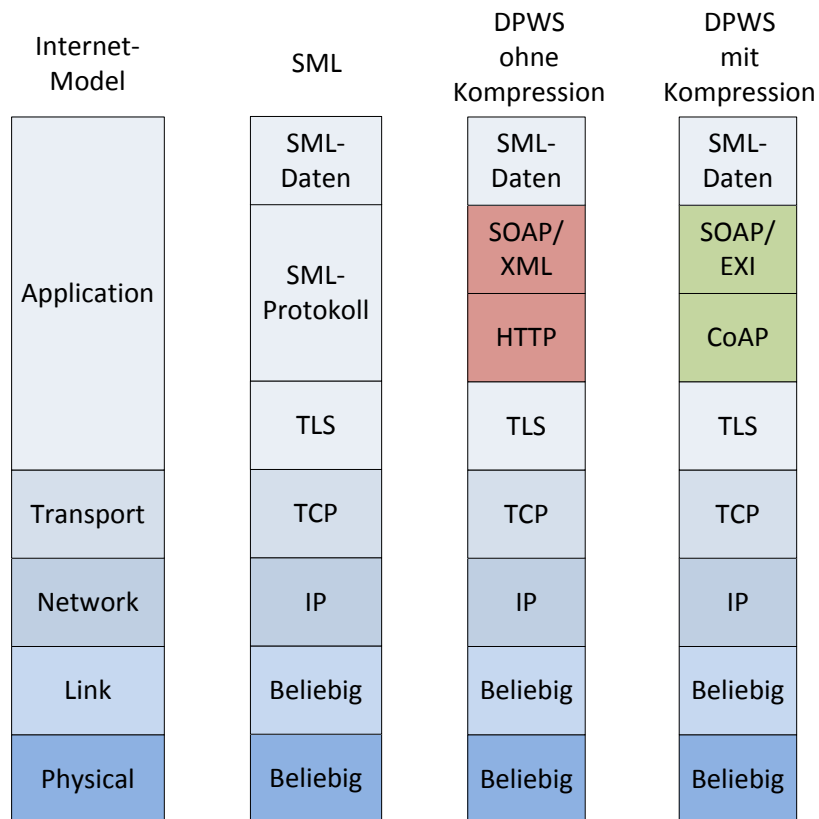 Internet-
Model
SML
DPWS
ohne
Kompression
DPWS
mit
Kompression
Application
SML-
Daten
SML-
Daten
SML-
Daten
SML-
Protokoll
SOAP/
XML
SOAP/
EXI
HTTP
CoAP
TLS
TLS
TLS
Transport
TCP
TCP
TCP
Network
IP
IP
IP
Link
Beliebig
Beliebig
Beliebig
Physical
Beliebig
Beliebig
Beliebig